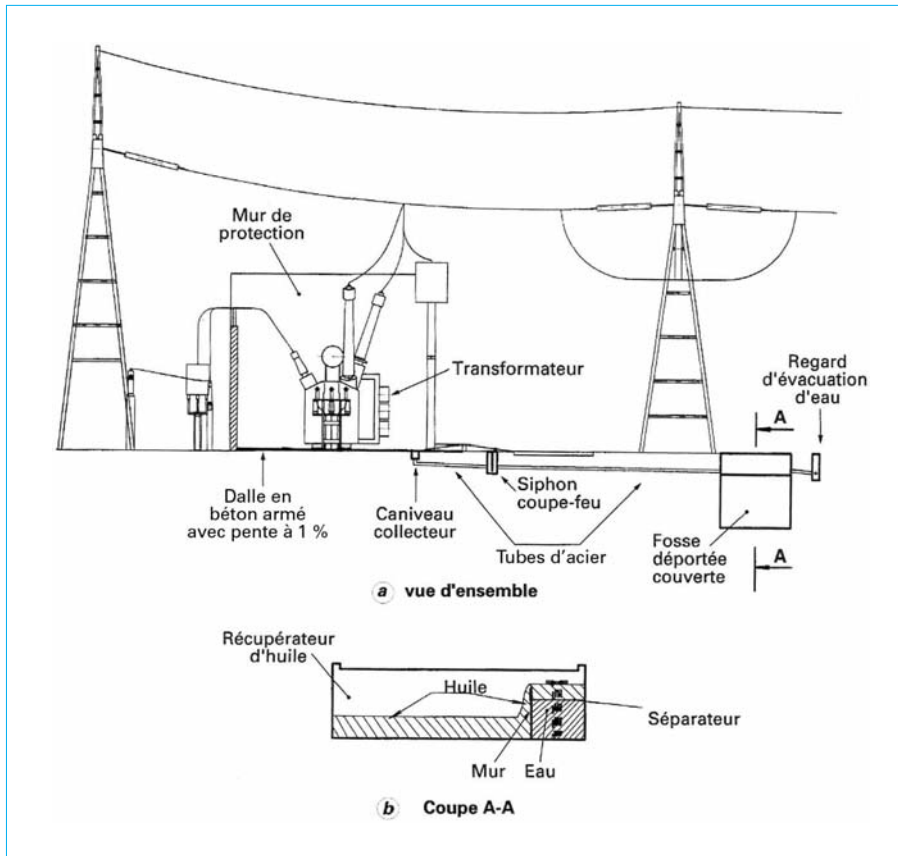 Mur de
protection
Transformateur
Regard
d'évacuation
d'eau
A
Dalle en
béton armé
avec pente à 1 %
Caniveau
collecteur
Siphon
coupe-feu
Tubes d'acier
Fosse
déportée
couverte
A
a vue d'ensemble
Récupérateur
d'huile
Huile
Séparateur
Mur Eau
b Coupe A-A